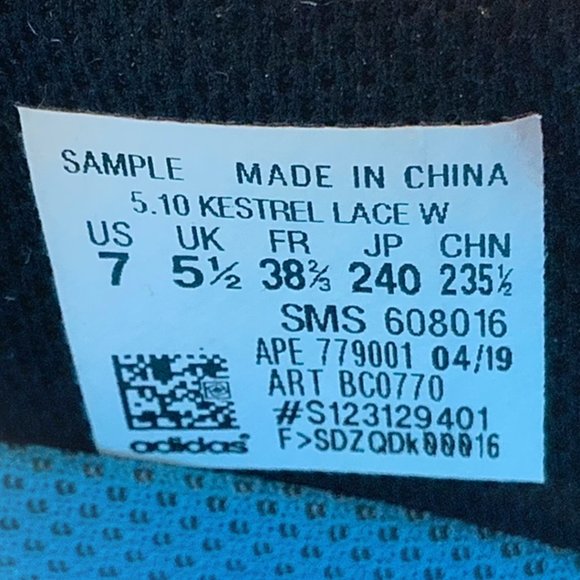 SAMPLE MADE IN CHINA
5.10 KESTREL LACE W
US UK FR JP CHN
7 5½ 38⅔ 240 235½
SMS 608016
APE 779001 04/19
ART BC0770
#S123129401
F>SDZQDk00016
adidas